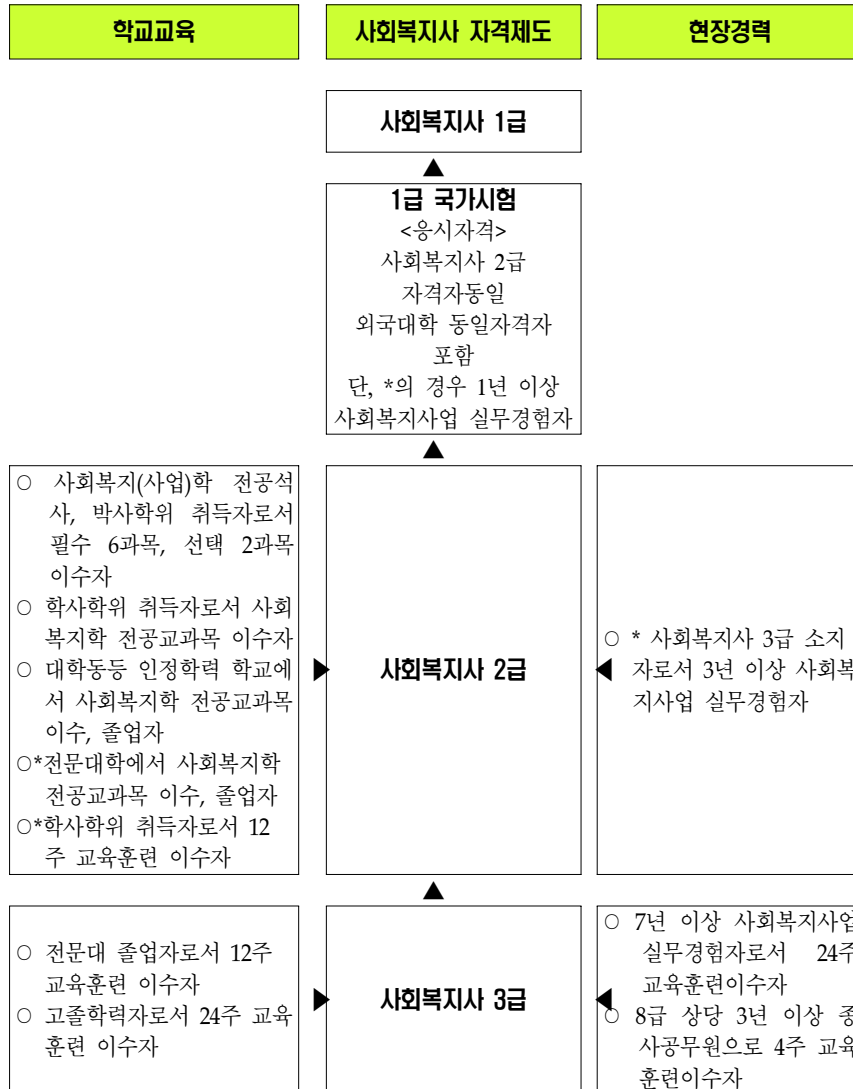 학교교육
사회복지사 자격제도
현장경력
사회복지사 1급
▲
1급 국가시험
<응시자격>
사회복지사 2급
자격자동일
외국대학 동일자격자
포함
단, *의 경우 1년 이상
사회복지사업 실무경험자
▲
○ 사회복지(사업)학 전공석
사, 박사학위 취득자로서
필수 6과목, 선택 2과목
이수자
○ 학사학위 취득자로서 사회
복지학 전공교과목 이수자
○ 대학동등 인정학력 학교에
서 사회복지학 전공교과목
이수, 졸업자
○*전문대학에서 사회복지학
전공교과목 이수, 졸업자
○*학사학위 취득자로서 12
주 교육훈련 이수자
▶
사회복지사 2급
◀
○ * 사회복지사 3급 소지
자로서 3년 이상 사회복
지사업 실무경험자
▲
○ 전문대 졸업자로서 12주
교육훈련 이수자
○ 고졸학력자로서 24주 교육
훈련 이수자
▶
사회복지사 3급
◀
○ 7년 이상 사회복지사업
실무경험자로서 24주
교육훈련이수자
○ 8급 상당 3년 이상 종
사공무원으로 4주 교육
훈련이수자